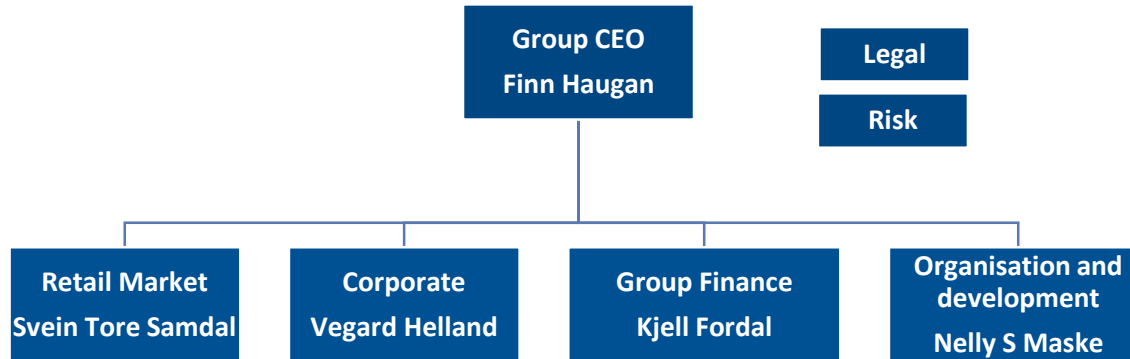 Group CEO
Finn Haugan
Legal
Risk
Retail Market
Svein Tore Samdal
Corporate
Vegard Helland
Group Finance
Kjell Fordal
Organisation and
development
Nelly S Maske